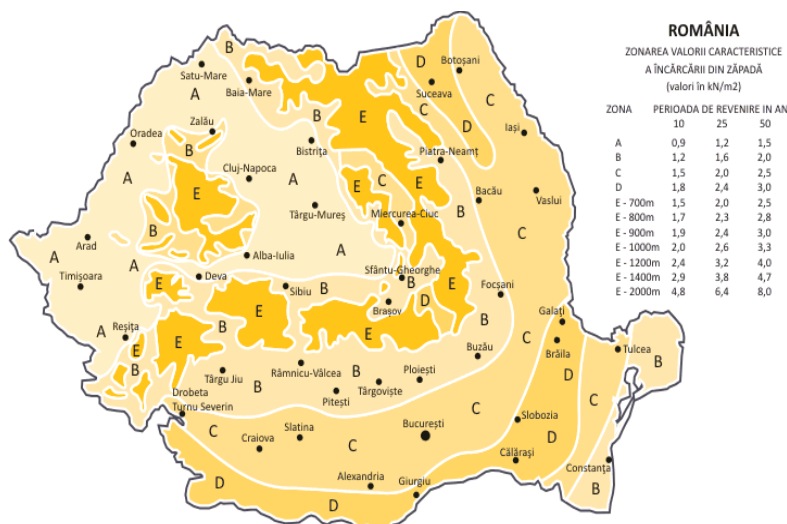 ROMÂNIA
ZONAREA VALORII CARACTERISTICE
A ÎNCĂRCĂRII DIN ZĂPADĂ
(valori în kN/m2)
ZONA PERIOADA DE REVENIRE IN AN
10 25 50
A 0,9 1,2 1,5
B 1,2 1,6 2,0
C 1,5 2,0 2,5
D 1,8 2,4 3,0
E - 700m 1,5 2,0 2,5
E - 800m 1,7 2,3 2,8
E - 900m 1,9 2,4 3,0
E - 1000m 2,0 2,6 3,3
E - 1200m 2,4 3,2 4,0
E - 1400m 2,9 3,8 4,7
E - 2000m 4,8 6,4 8,0
B
Satu-Mare
Baia-Mare
D
Botoșani
Suceava
A
C
C
Zalău
B
E
D
Iași
Oradea
B
Bistrița
Piatra-Neamț
A
Cluj-Napoca
A
C
E
E
E
E
B
Bacău
Vaslui
Târgu-Mureș
Miercurea-Ciuc
B
C
Arad
A
Alba-Iulia
A
E
A
Deva
Sfântu-Gheorghe
Timișoara
E
Sibiu
B
B
D
E
Focșani
E
Brașov
Galați
A
Reșița
E
E
B
E
B
C
Brăila
Tulcea
B
B
Buzău
D
Târgu Jiu
Râmnicu-Vâlcea
B
Ploiești
C
Drobeta
Turnu Severin
B
Pitești
Târgoviște
C
București
Slobozia
C
Slatina
C
Craiova
D
Călărași
Constanța
D
Alexandria
Giurgiu
B
D